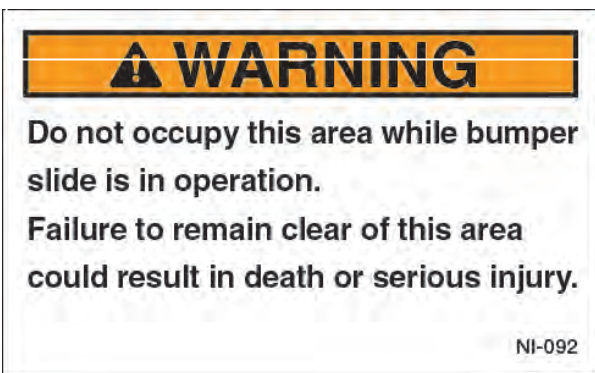 WARNING
Do not occupy this area while bumper
slide is in operation.
Failure to remain clear of this area
could result in death or serious injury.
NI-092